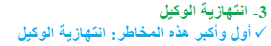 3- انتهازية الوكيل
✓ أول وأكبر هذه المخاطر: انتهازية الوكيل